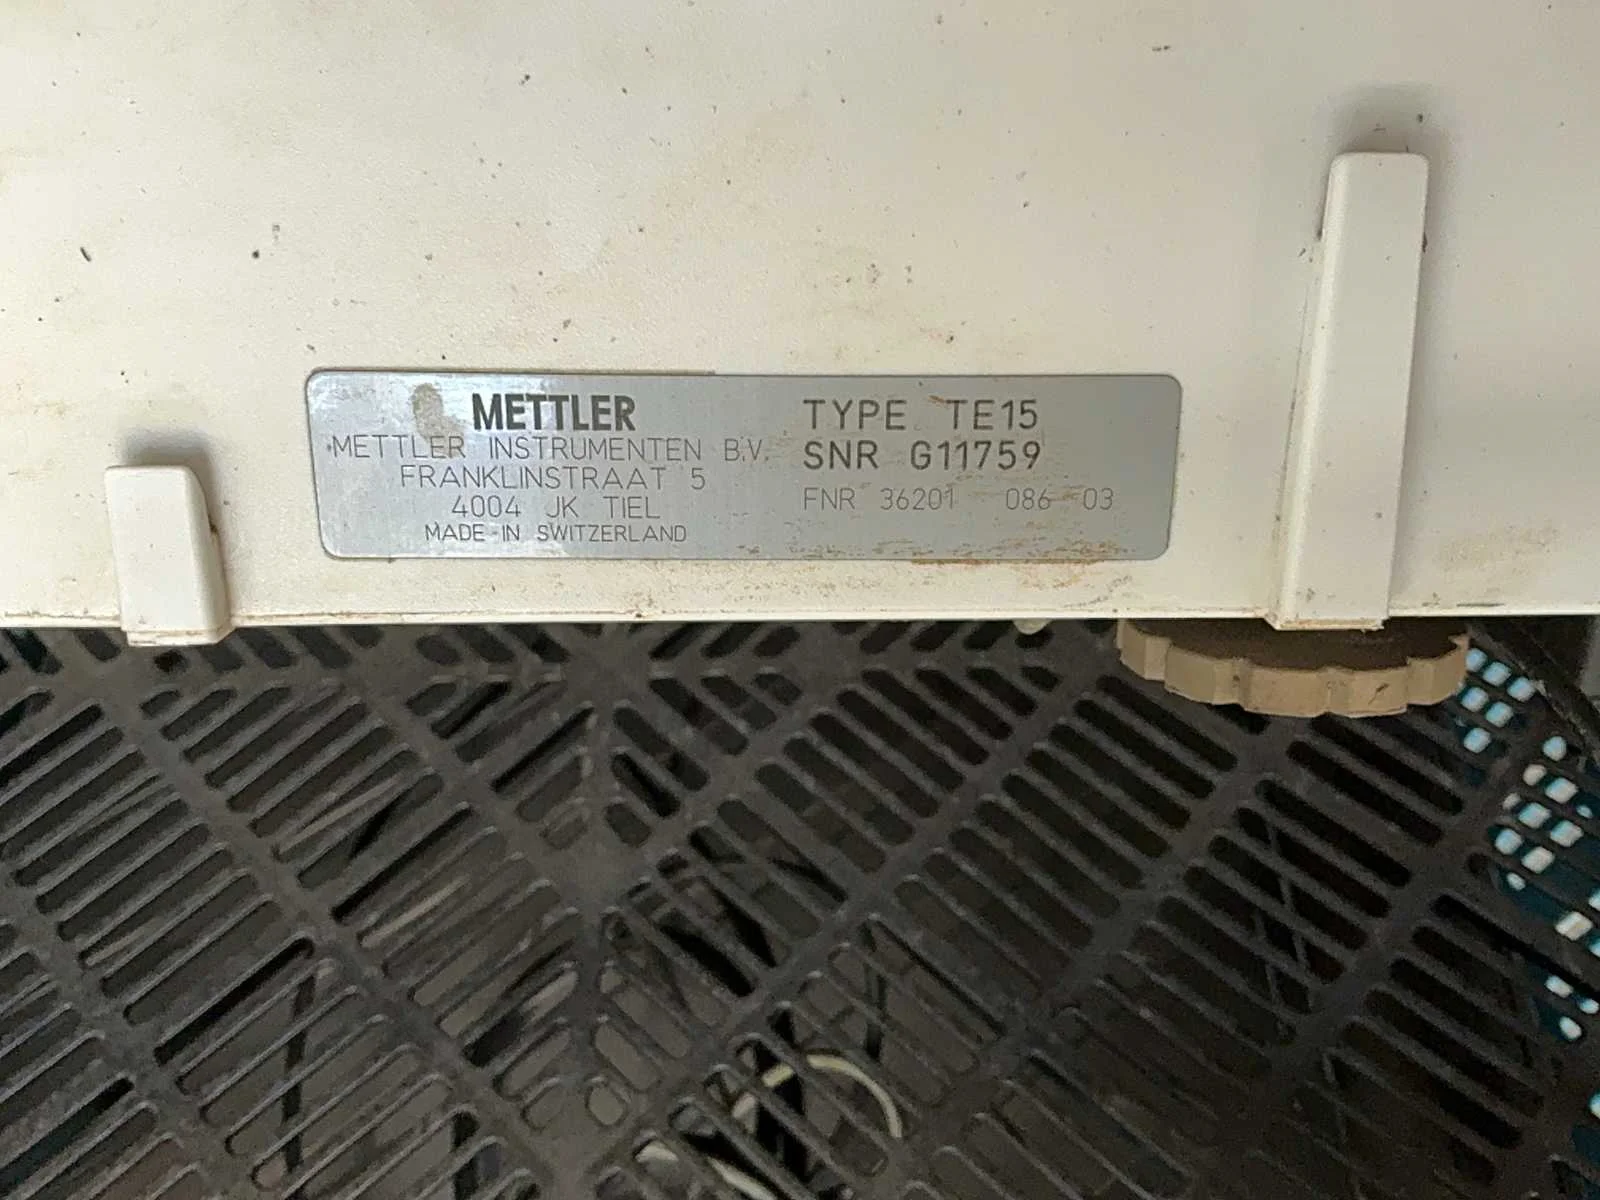 METTLER
METTLER INSTRUMENTEN B.V.
FRANKLINSTRAAT 5
4004 JK TIEL
MADE IN SWITZERLAND
TYPE TE15
SNR G11759
FNR 36201 086 03